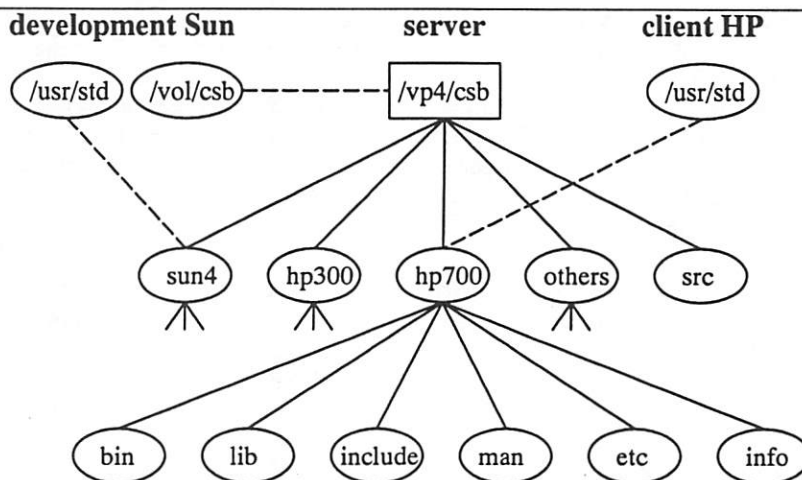 development Sun server client HP
/usr/std /vol/csb /vp4/csb /usr/std
sun4 hp300 hp700 others src
bin lib include man etc info